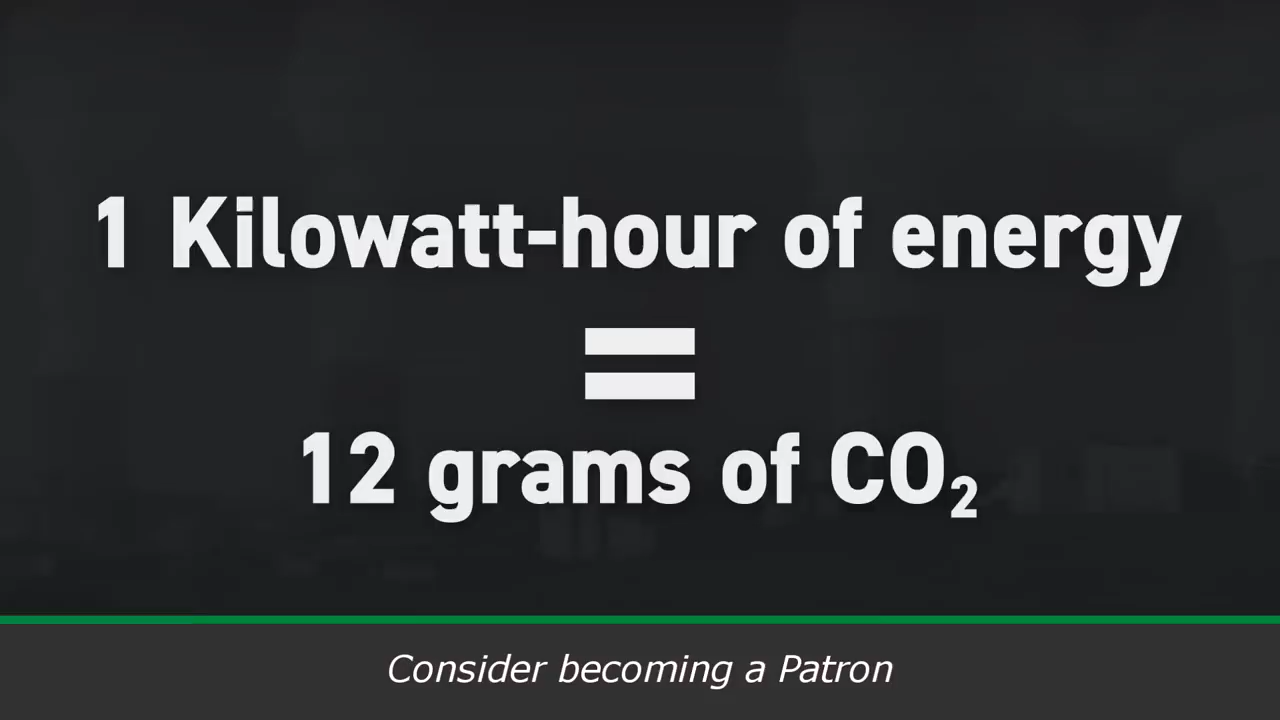 1 Kilowatt-hour of energy
=
12 grams of CO₂
Consider becoming a Patron